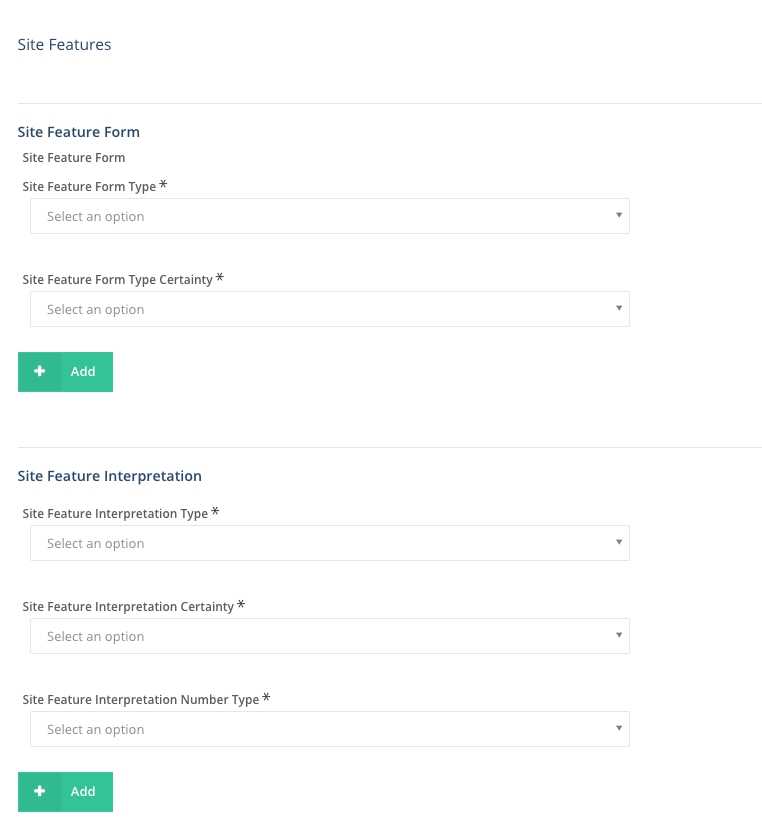 Site Features
Site Feature Form
Site Feature Form
Site Feature Form Type *
Select an option
Site Feature Form Type Certainty *
Select an option
Add
Site Feature Interpretation
Site Feature Interpretation Type *
Select an option
Site Feature Interpretation Certainty *
Select an option
Site Feature Interpretation Number Type *
Select an option
Add